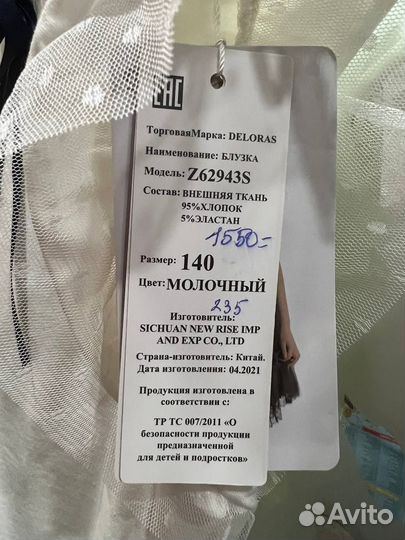 EAC
ТорговаяМарка: DELORAS
Наименование: БЛУЗКА
Модель: Z62943S
Состав: ВНЕШНЯЯ ТКАНЬ
95%ХЛОПОК
5%ЭЛАСТАН
1550=
Размер: 140
Цвет: МОЛОЧНЫЙ
235
Изготовитель:
SICHUAN NEW RISE IMP
AND EXP CO., LTD
Страна-изготовитель: Китай.
Дата изготовления: 04.2021
Продукция изготовлена в
соответствии с:
ТР ТС 007/2011 «О
безопасности продукции
предназначенной
для детей и подростков»
Avito